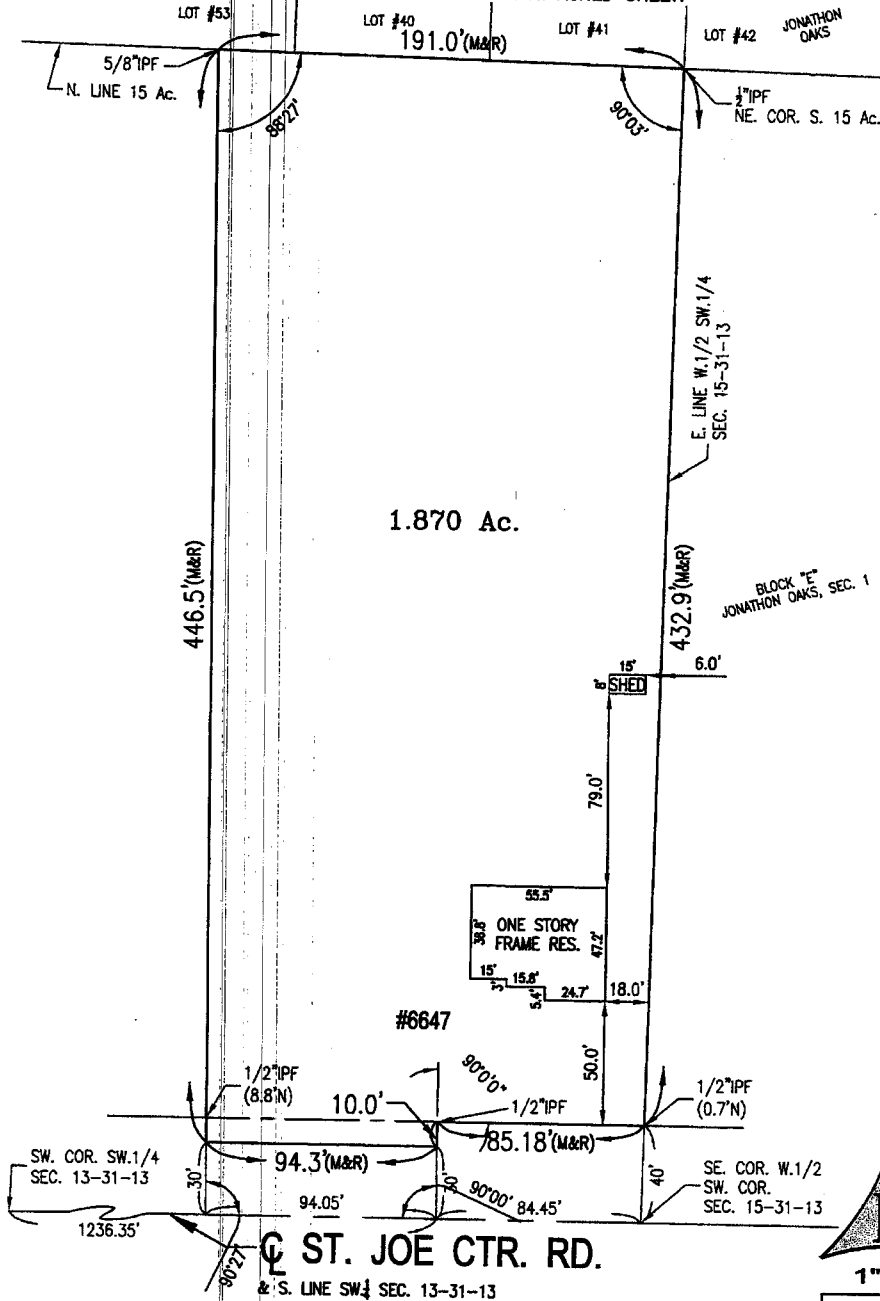 LOT #53
LOT #40
LOT #41
LOT #42
JONATHON
OAKS
191.0'(M&R)
5/8"IPF
N. LINE 15 Ac.
88°27'
90°03'
½"IPF
NE. COR. S. 15 Ac.
E. LINE W.1/2 SW.1/4
SEC. 15-31-13
1.870 Ac.
446.5'(M&R)
432.9'(M&R)
BLOCK "E"
JONATHON OAKS, SEC. 1
15'
6.0'
8'
SHED
79.0'
55.5'
38.8'
ONE STORY
FRAME RES.
47.2'
15'
3'
15.8'
5.4'
24.7'
18.0'
#6647
50.0'
90°0'0"
1/2"IPF
(8.8'N)
10.0'
1/2"IPF
1/2"IPF
(0.7'N)
85.18'(M&R)
94.3'(M&R)
SW. COR. SW.1/4
SEC. 13-31-13
30'
40'
SE. COR. W.1/2
SW. COR.
SEC. 15-31-13
94.05'
90°00'
84.45'
1236.35'
90°27'
℄ ST. JOE CTR. RD.
& S. LINE SW.¼ SEC. 13-31-13
1"